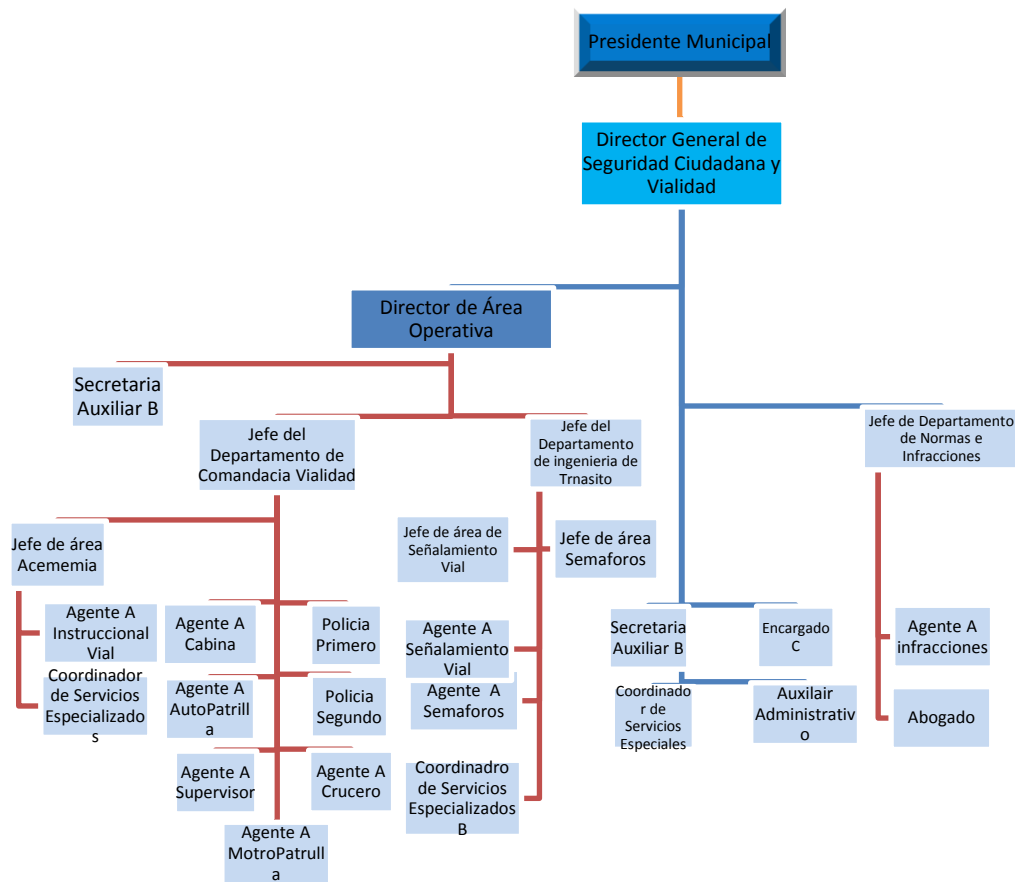 Presidente Municipal
Director General de
Seguridad Ciudadana y
Vialidad
Director de Área
Operativa
Secretaria
Auxiliar B
Jefe del
Departamento de
Comandacia Vialidad
Jefe del
Departamento
de ingenieria de
Trnasito
Jefe de Departamento
de Normas e
Infracciones
Jefe de área
Acememia
Jefe de área de
Señalamiento
Vial
Jefe de área
Semaforos
Agente A
Instruccional
Vial
Coordinador
de Servicios
Especializado
s
Agente A
Cabina
Policia
Primero
Agente A
AutoPatrill
a
Policia
Segundo
Agente A
Supervisor
Agente A
Crucero
Agente A
MotroPatrull
a
Agente A
Señalamiento
Vial
Agente A
Semaforos
Coordinadro
de Servicios
Especializados
B
Secretaria
Auxiliar B
Encargado
C
Coordinado
r de
Servicios
Especiales
Auxilair
Administrativ
o
Agente A
infracciones
Abogado